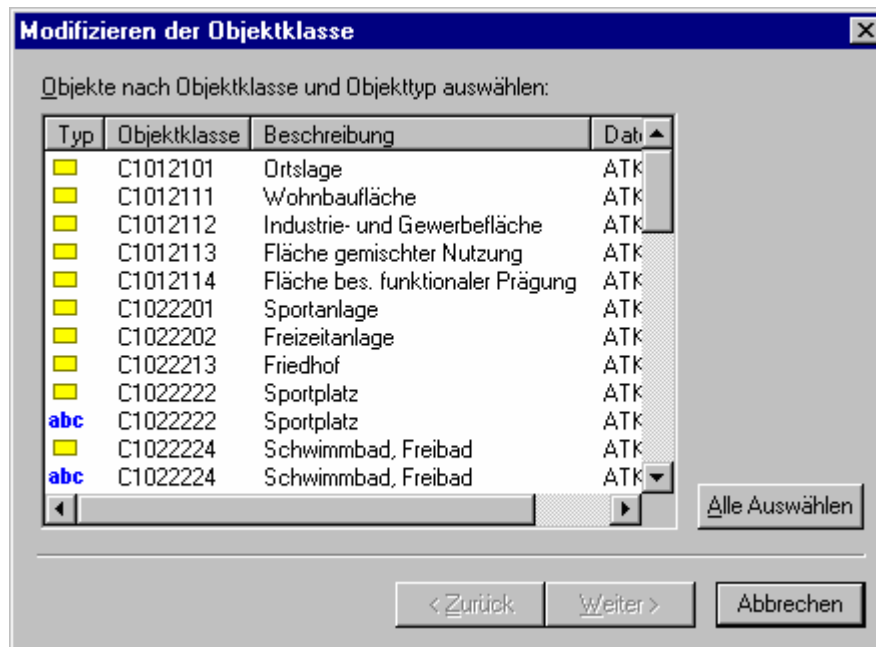 Modifizieren der Objektklasse
Objekte nach Objektklasse und Objekttyp auswählen:
Typ Objektklasse Beschreibung Date
C1012101 Ortslage ATK
C1012111 Wohnbaufläche ATK
C1012112 Industrie- und Gewerbefläche ATK
C1012113 Fläche gemischter Nutzung ATK
C1012114 Fläche bes. funktionaler Prägung ATK
C1022201 Sportanlage ATK
C1022202 Freizeitanlage ATK
C1022213 Friedhof ATK
C1022222 Sportplatz ATK
abc C1022222 Sportplatz ATK
C1022224 Schwimmbad, Freibad ATK
abc C1022224 Schwimmbad, Freibad ATK
Alle Auswählen
< Zurück Weiter > Abbrechen